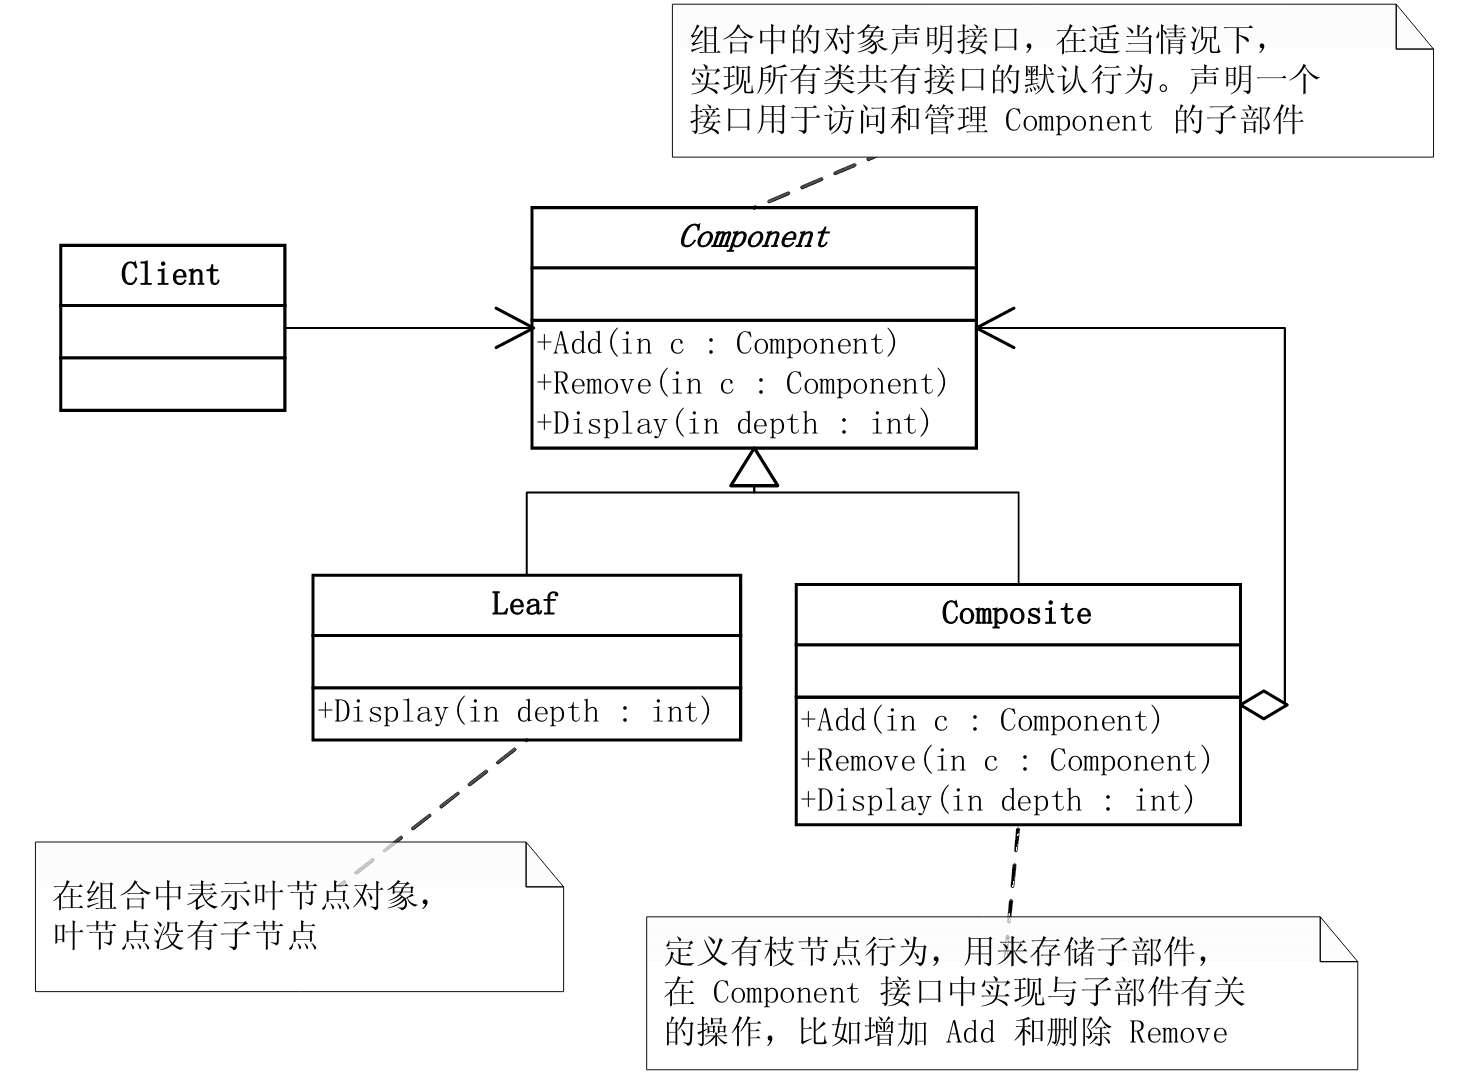 组合中的对象声明接口，在适当情况下，
实现所有类共有接口的默认行为。声明一个
接口用于访问和管理 Component 的子部件
Component
+Add(in c : Component)
+Remove(in c : Component)
+Display(in depth : int)
Client
Leaf
+Display(in depth : int)
Composite
+Add(in c : Component)
+Remove(in c : Component)
+Display(in depth : int)
在组合中表示叶节点对象，
叶节点没有子节点
定义有枝节点行为，用来存储子部件，
在 Component 接口中实现与子部件有关
的操作，比如增加 Add 和删除 Remove